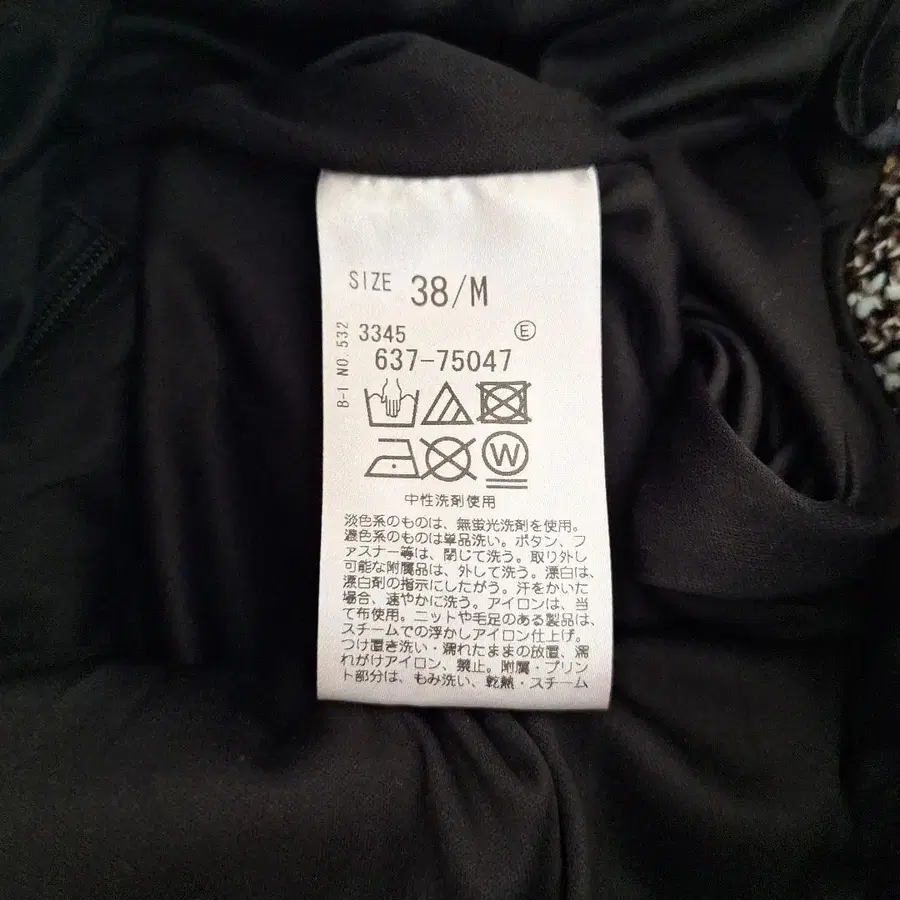 SIZE 38/M
B-I NO. 532
3345 Ⓔ
637-75047
W
中性洗剤使用
淡色系のものは、無蛍光洗剤を使用。
濃色系のものは単品洗い。ボタン、フ
ァスナー等は、閉じて洗う。取り外し
可能な附属品は、外して洗う。漂白は、
漂白剤の指示にしたがう。汗をかいた
場合、速やかに洗う。アイロンは、当
て布使用。ニットや毛足のある製品は、
スチームでの浮かしアイロン仕上げ。
つけ置き洗い・濡れたままの放置、濡
れがけアイロン、禁止。附属・プリン
ト部分は、もみ洗い、乾熱・スチーム